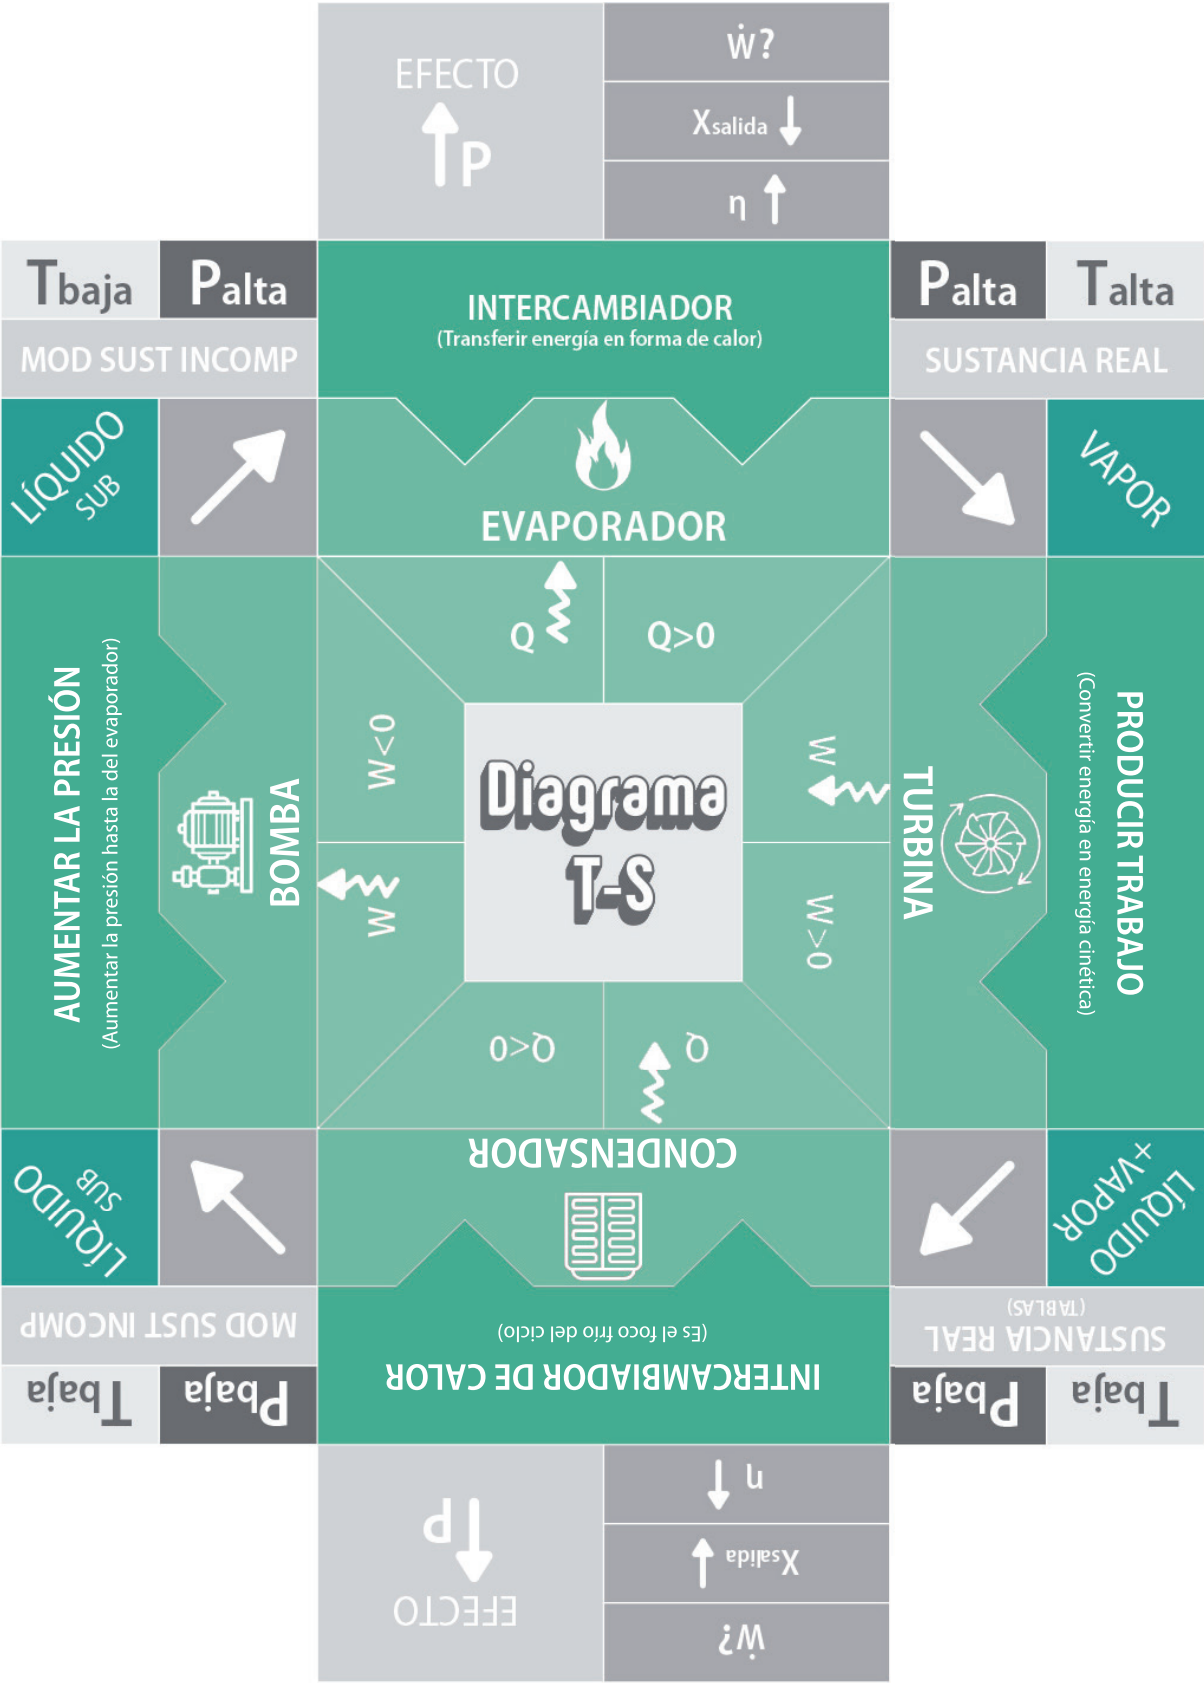 EFECTO
P
Ẇ?
Xsalida
η
Tbaja
Palta
MOD SUST INCOMP
LÍQUIDO
SUB
INTERCAMBIADOR
(Transferir energía en forma de calor)
EVAPORADOR
Palta
Talta
SUSTANCIA REAL
VAPOR
Q
Q>0
AUMENTAR LA PRESIÓN
(Aumentar la presión hasta la del evaporador)
BOMBA
W<0
W
Diagrama
T-S
W
W>0
TURBINA
PRODUCIR TRABAJO
(Convertir energía en energía cinética)
Q
Q<0
CONDENSADOR
INTERCAMBIADOR DE CALOR
(Es el foco frío del ciclo)
LÍQUIDO
SUB
MOD SUST INCOMP
Pbaja
Tbaja
LÍQUIDO
+VAPOR
SUSTANCIA REAL
(TABLAS)
Tbaja
Pbaja
EFECTO
P
Ẇ?
Xsalida
η